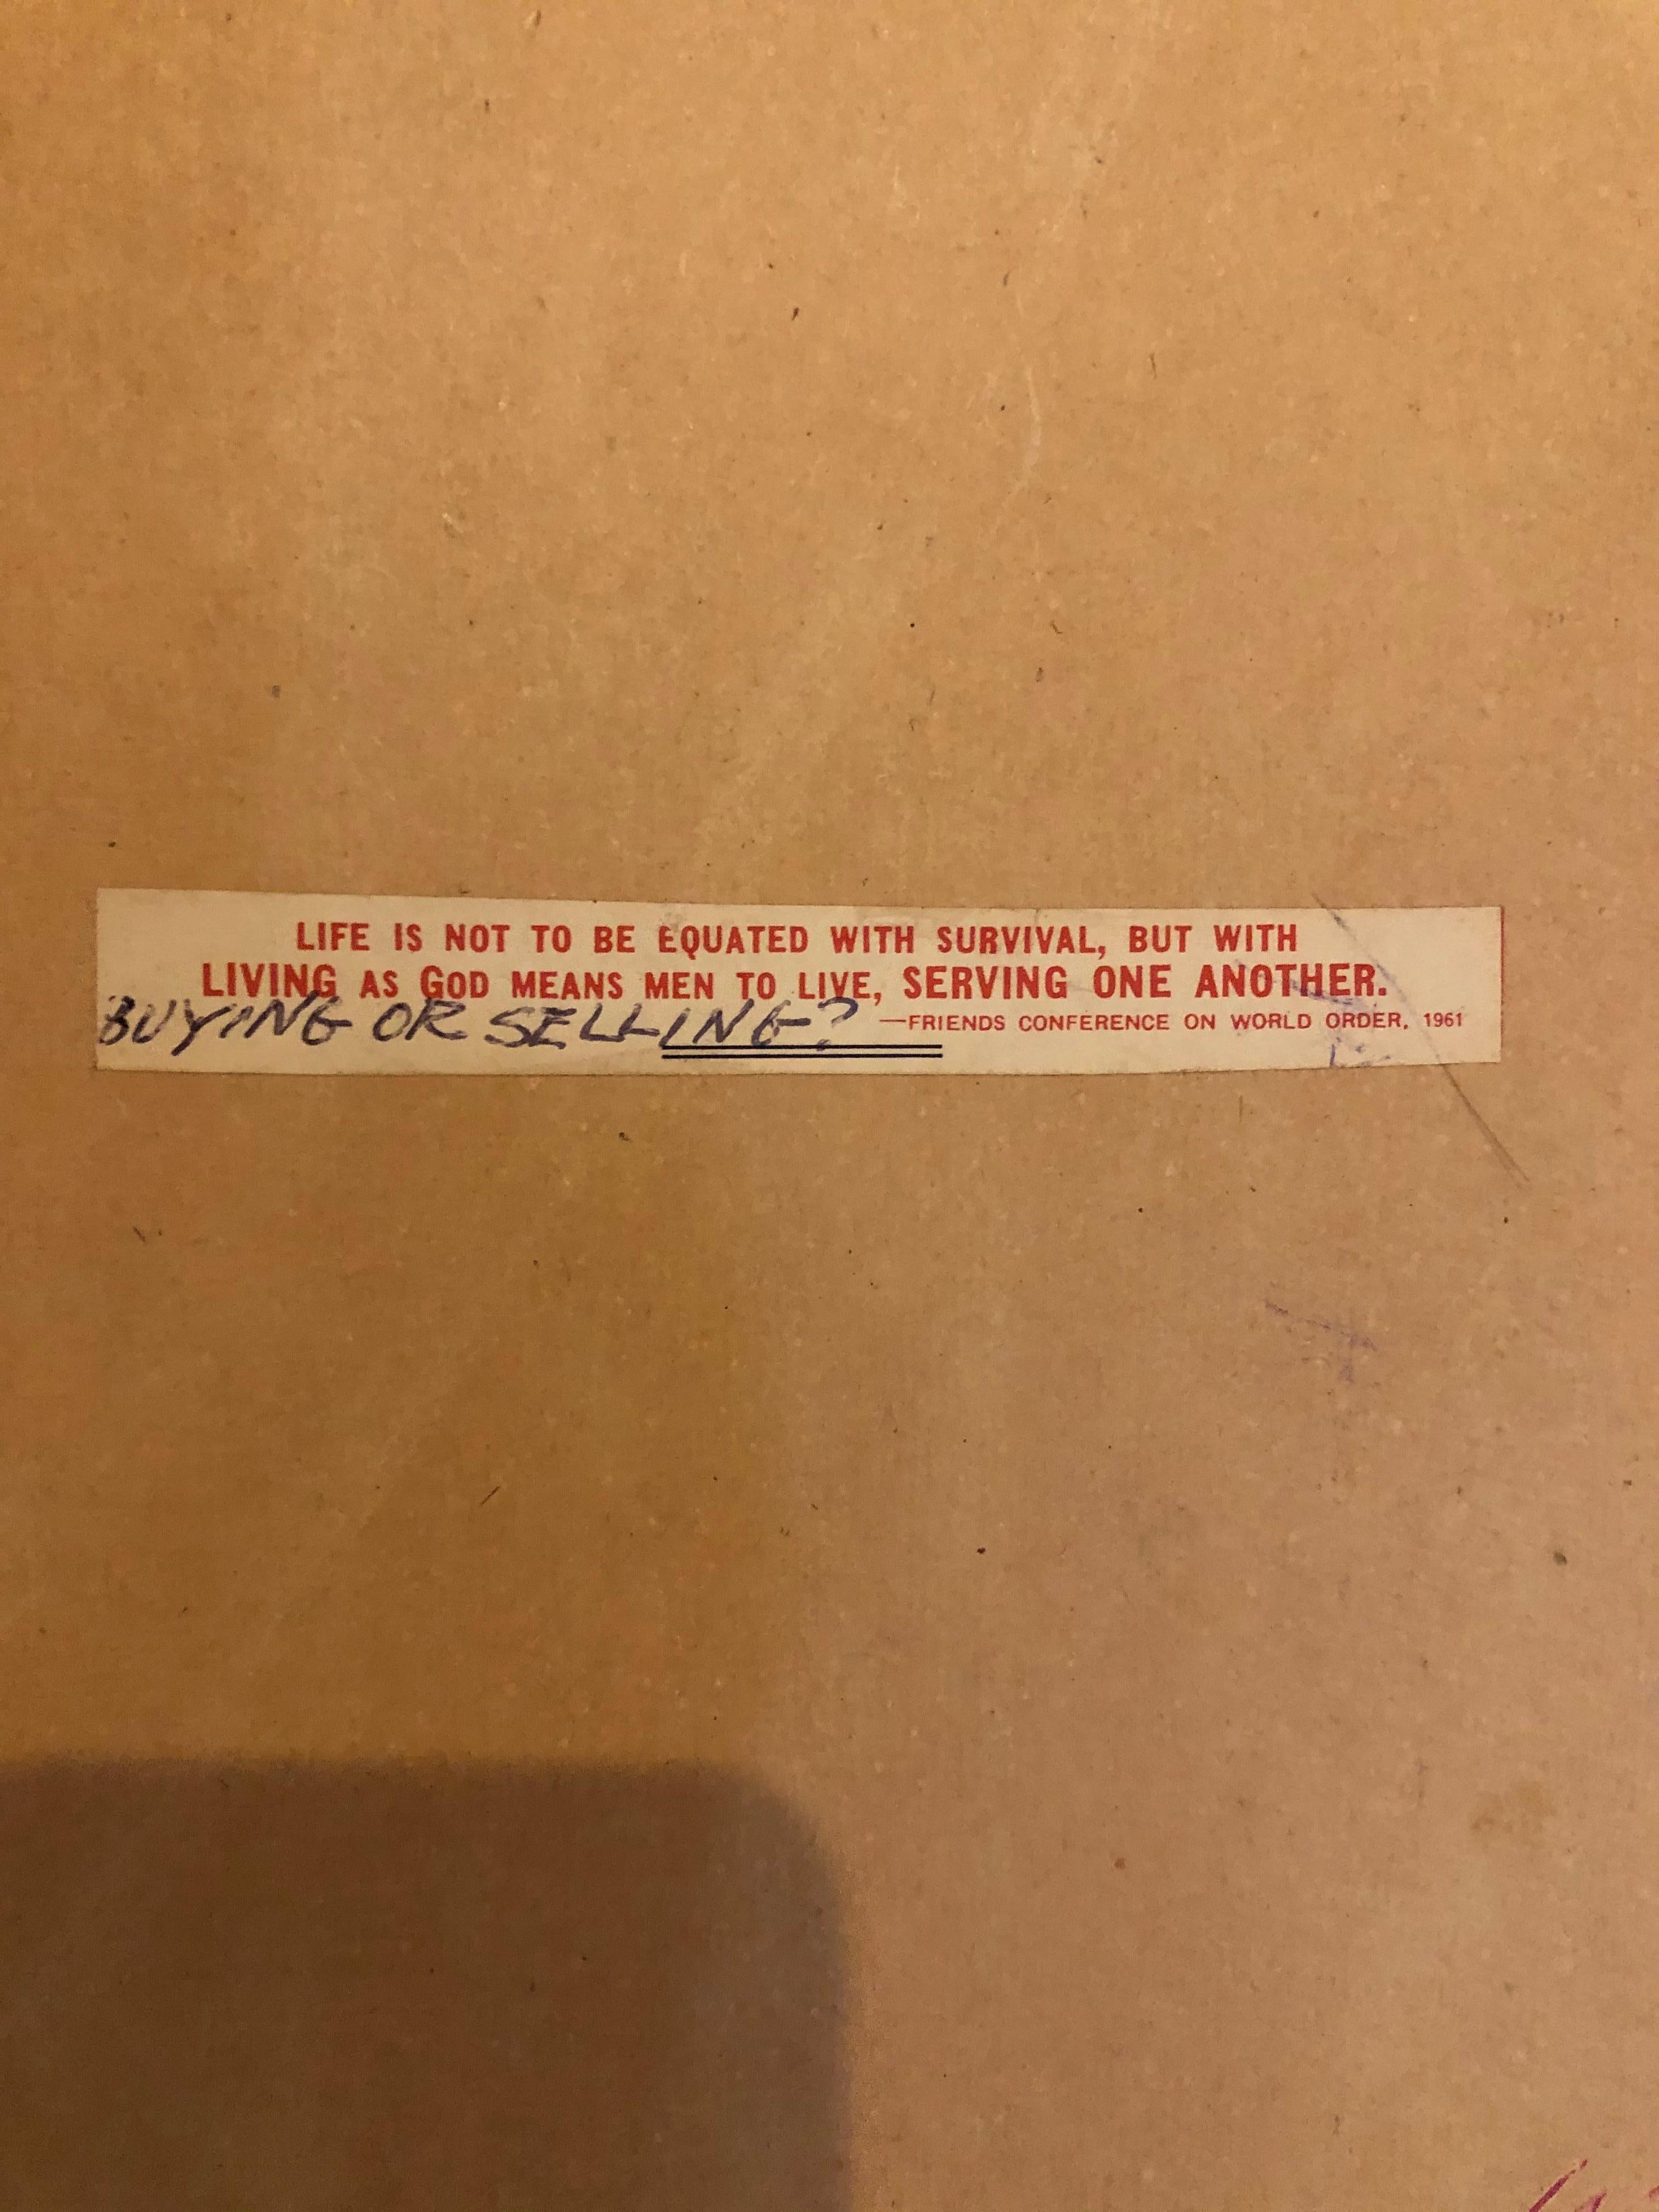 LIFE IS NOT TO BE EQUATED WITH SURVIVAL, BUT WITH
LIVING AS GOD MEANS MEN TO LIVE, SERVING ONE ANOTHER.
BUYING OR SELLING?
—FRIENDS CONFERENCE ON WORLD ORDER, 1961